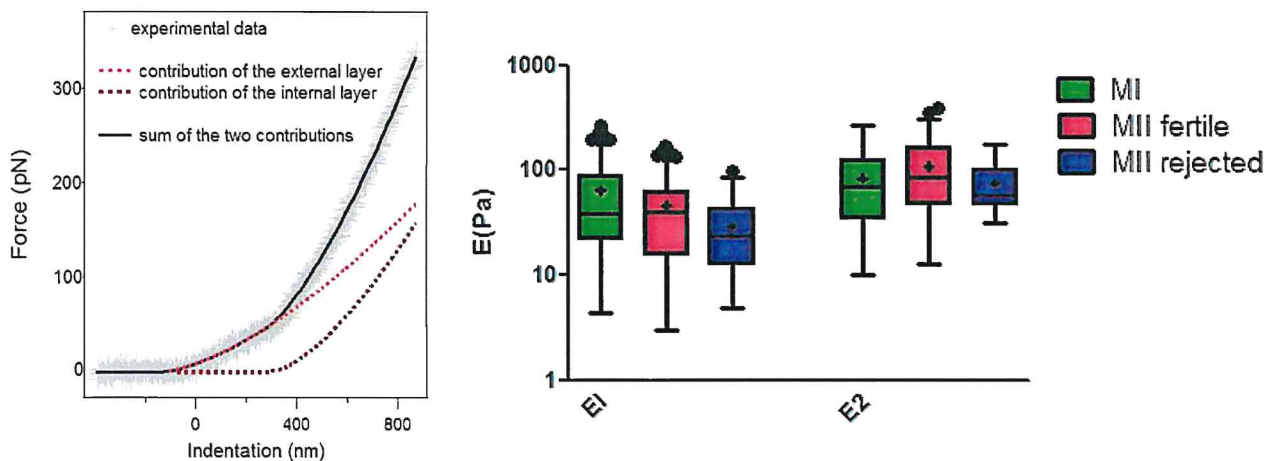 experimental data
contribution of the external layer
contribution of the internal layer
sum of the two contributions
Force (pN)
300
200
100
0
0 400 800
Indentation (nm)
E(Pa)
1000
100
10
1
E1
E2
MI
MII fertile
MII rejected